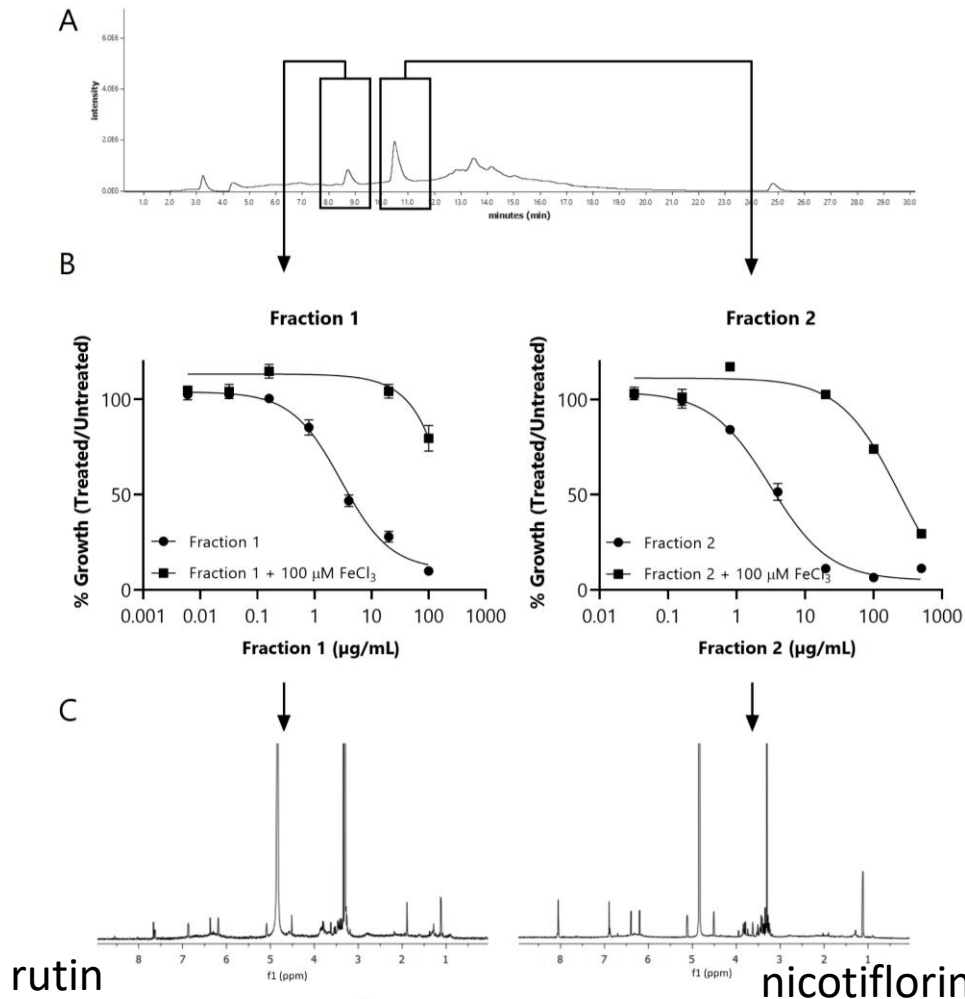 A
6.0E6
4.0E6
2.0E6
0.0E0
intensity
1.0 2.0 3.0 4.0 5.0 6.0 7.0 8.0 9.0 10.0 11.0 12.0 13.0 14.0 15.0 16.0 17.0 18.0 19.0 20.0 21.0 22.0 23.0 24.0 25.0 26.0 27.0 28.0 29.0 30.0
minutes (min)
B
Fraction 1
% Growth (Treated/Untreated)
100
50
0
Fraction 1
Fraction 1 + 100 µM FeCl₃
0.001 0.01 0.1 1 10 100 1000
Fraction 1 (µg/mL)
Fraction 2
% Growth (Treated/Untreated)
100
50
0
Fraction 2
Fraction 2 + 100 µM FeCl₃
0.01 0.1 1 10 100 1000
Fraction 2 (µg/mL)
C
8 7 6 5 4 3 2 1
f1 (ppm)
rutin
8 7 6 5 4 3 2 1
f1 (ppm)
nicotiflorin